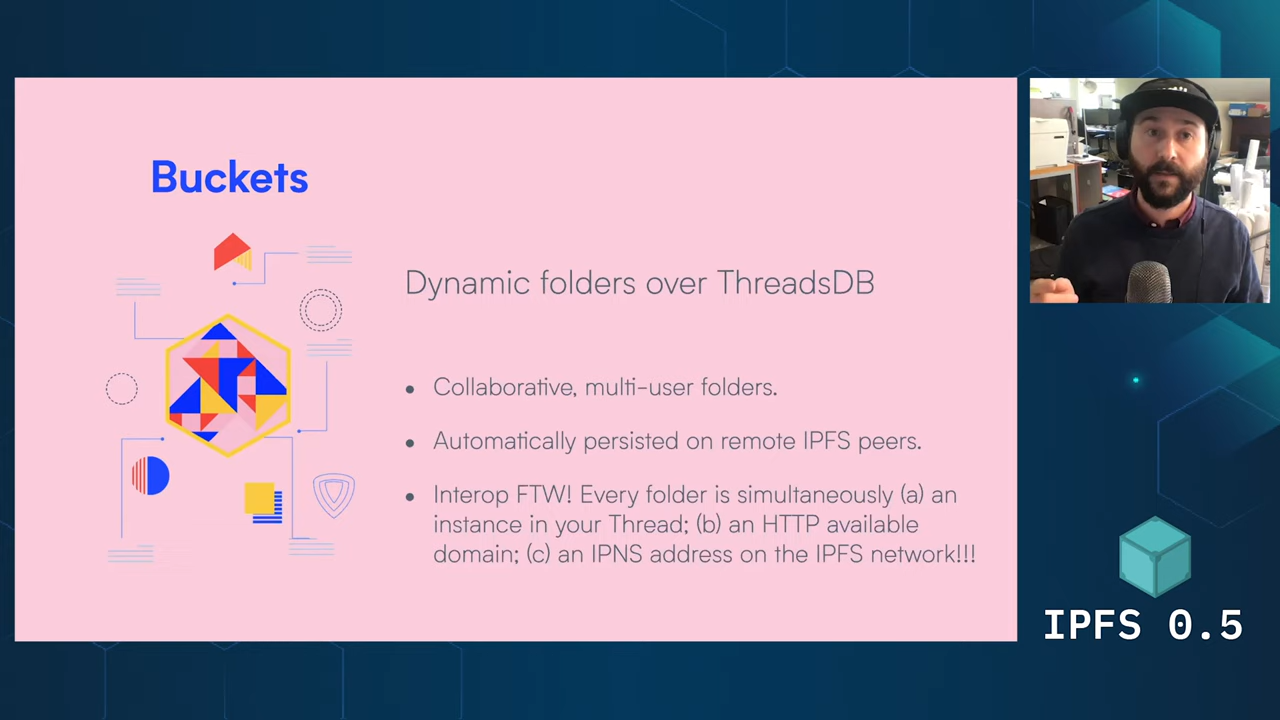 Buckets
Dynamic folders over ThreadsDB
• Collaborative, multi-user folders.
• Automatically persisted on remote IPFS peers.
• Interop FTW! Every folder is simultaneously (a) an
instance in your Thread; (b) an HTTP available
domain; (c) an IPNS address on the IPFS network!!!
IPFS 0.5